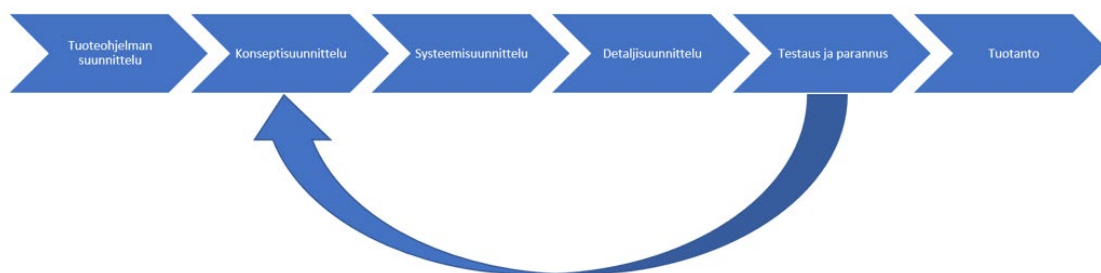 Tuoteohjelman
suunnittelu
Konseptisuunnittelu
Systeemisuunnittelu
Detaljisuunnittelu
Testaus ja parannus
Tuotanto